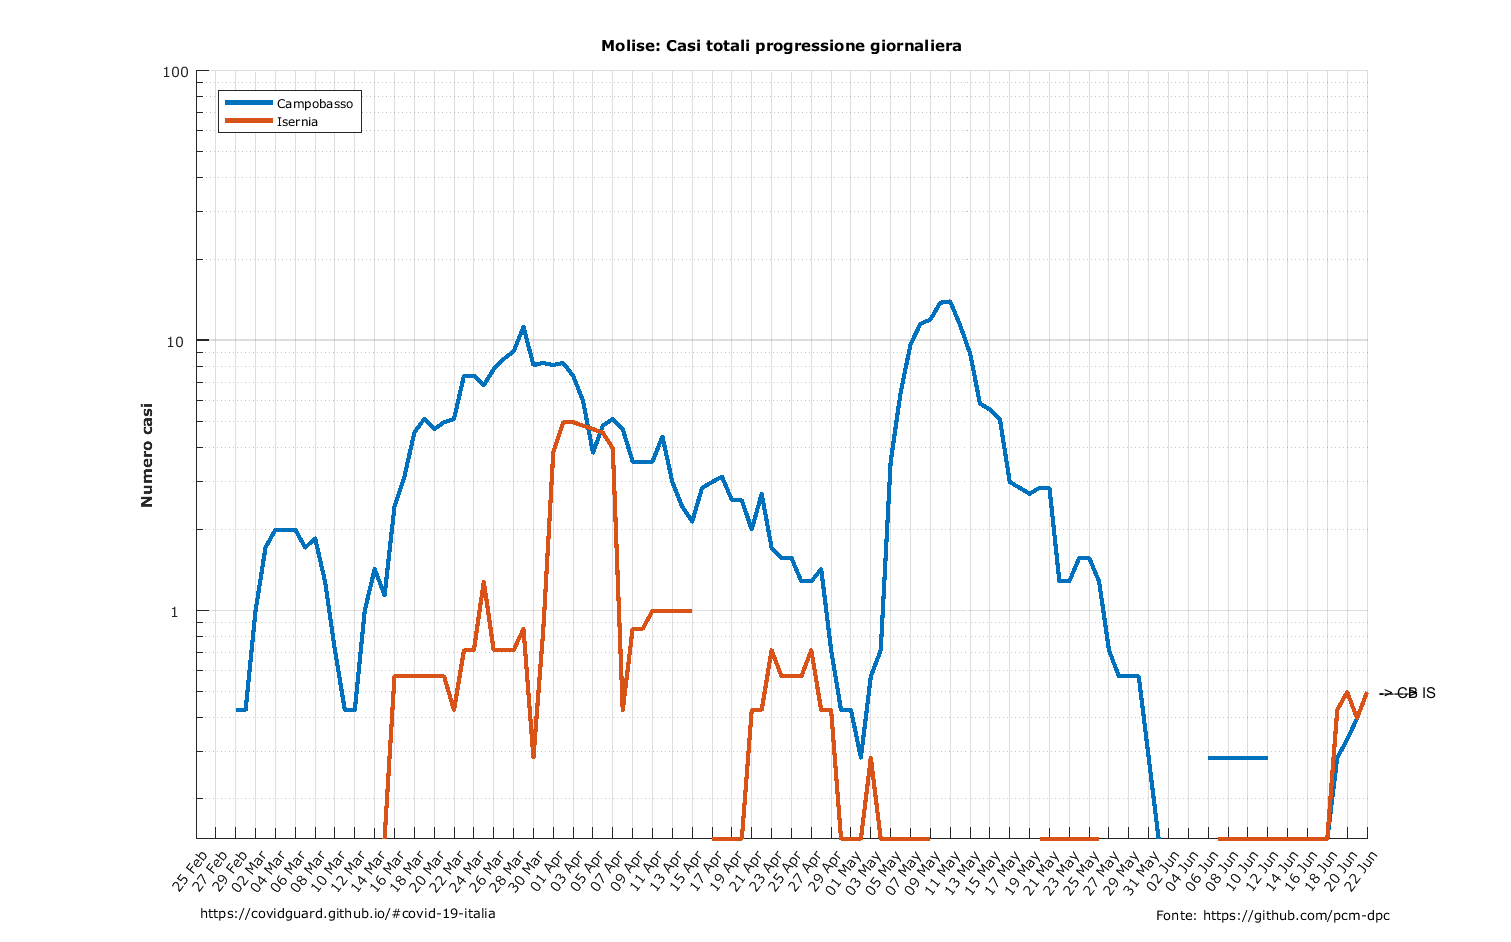 Molise: Casi totali progressione giornaliera
100
10
1
Numero casi
Campobasso
Isernia
-> CB
IS
25 Feb
27 Feb
29 Feb
02 Mar
04 Mar
06 Mar
08 Mar
10 Mar
12 Mar
14 Mar
16 Mar
18 Mar
20 Mar
22 Mar
24 Mar
26 Mar
28 Mar
30 Mar
01 Apr
03 Apr
05 Apr
07 Apr
09 Apr
11 Apr
13 Apr
15 Apr
17 Apr
19 Apr
21 Apr
23 Apr
25 Apr
27 Apr
29 Apr
01 May
03 May
05 May
07 May
09 May
11 May
13 May
15 May
17 May
19 May
21 May
23 May
25 May
27 May
29 May
31 May
02 Jun
04 Jun
06 Jun
08 Jun
10 Jun
12 Jun
14 Jun
16 Jun
18 Jun
20 Jun
22 Jun
https://covidguard.github.io/#covid-19-italia
Fonte: https://github.com/pcm-dpc